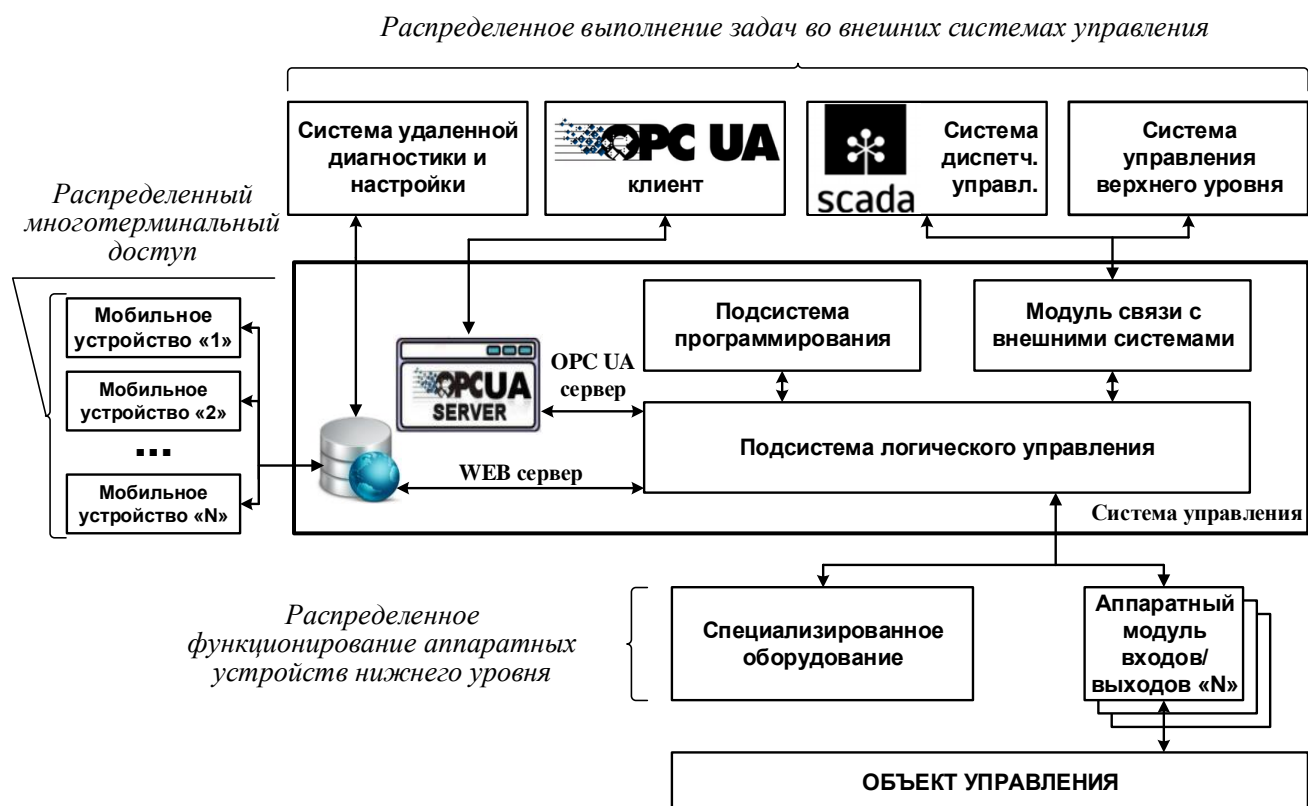 Распределенное выполнение задач во внешних системах управления
Система удаленной
диагностики и
настройки
OPC UA
клиент
scada
Система
диспетч.
управл.
Система
управления
верхнего уровня
Распределенный
многотерминальный
доступ
Мобильное
устройство «1»
Мобильное
устройство «2»
...
Мобильное
устройство «N»
OPC UA
SERVER
OPC UA
сервер
WEB сервер
Подсистема
программирования
Модуль связи с
внешними системами
Подсистема логического управления
Система управления
Распределенное
функционирование аппаратных
устройств нижнего уровня
Специализированное
оборудование
Аппаратный
модуль
входов/
выходов «N»
ОБЪЕКТ УПРАВЛЕНИЯ